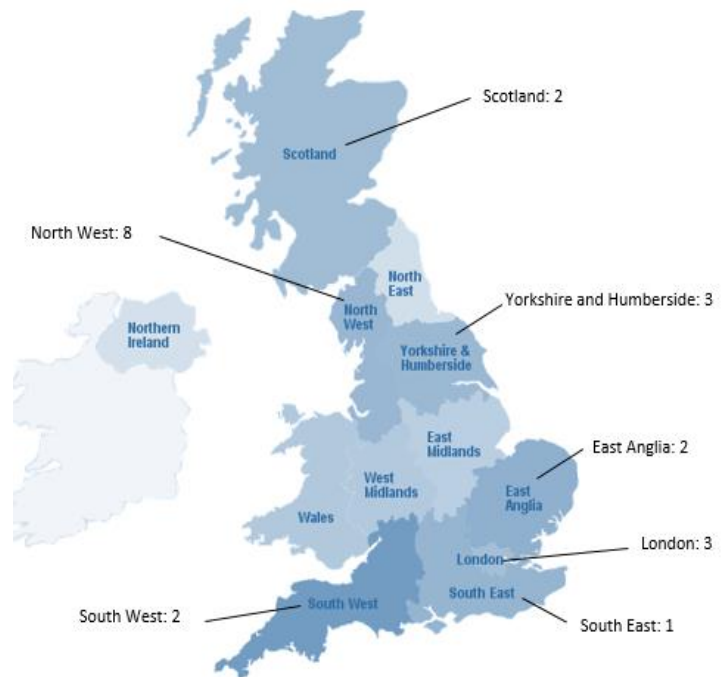 Scotland: 2
Scotland
North West: 8
North
East
North
West
Yorkshire and Humberside: 3
Northern
Ireland
Yorkshire &
Humberside
East
Midlands
East Anglia: 2
West
Midlands
East
Anglia
Wales
London: 3
London
South East
South West
South West: 2
South East: 1